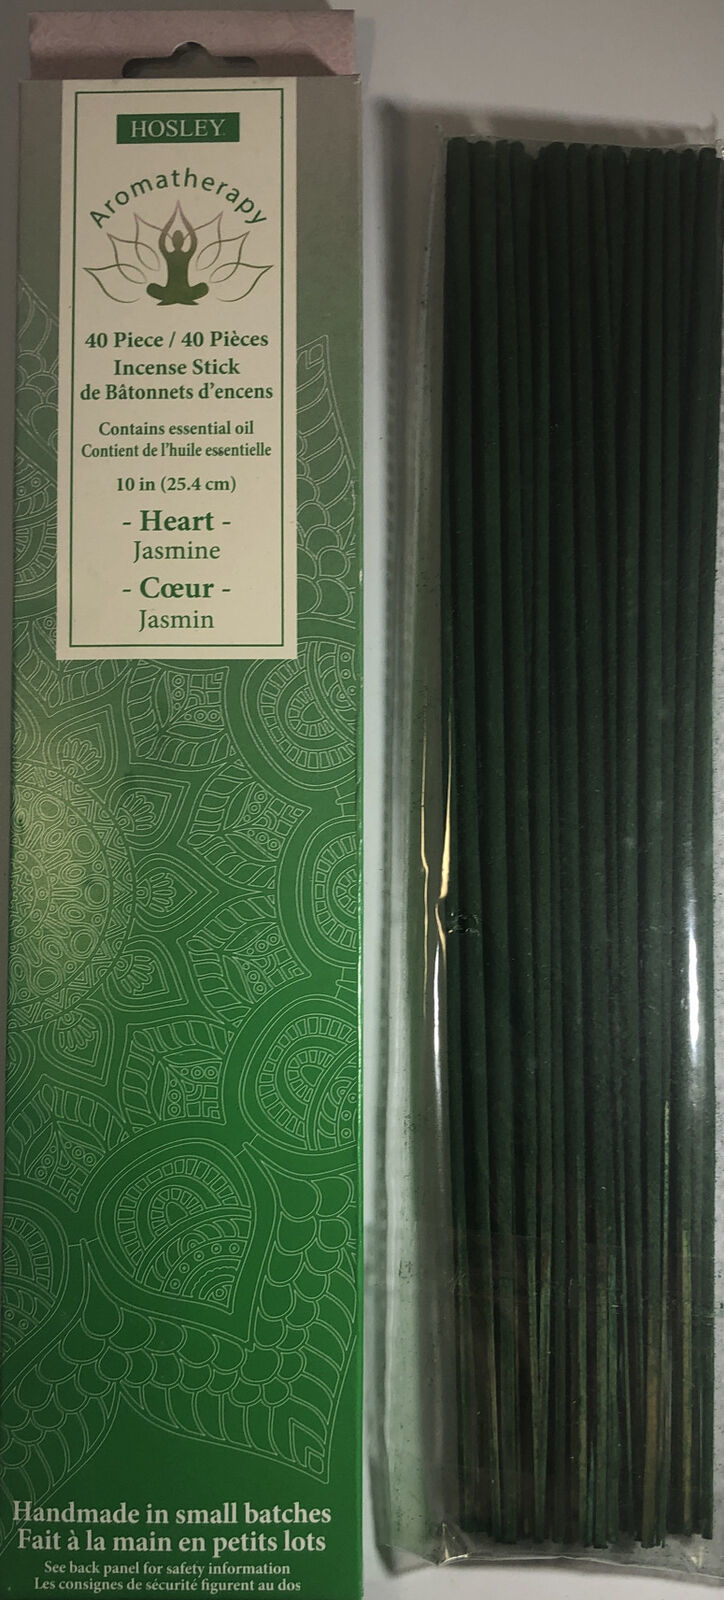 HOSLEY
Aromatherapy
40 Piece / 40 Pièces
Incense Stick
de Bâtonnets d'encens
Contains essential oil
Contient de l'huile essentielle
10 in (25.4 cm)
- Heart -
Jasmine
- Cœur -
Jasmin
Handmade in small batches
Fait à la main en petits lots
See back panel for safety information
Les consignes de sécurité figurent au dos